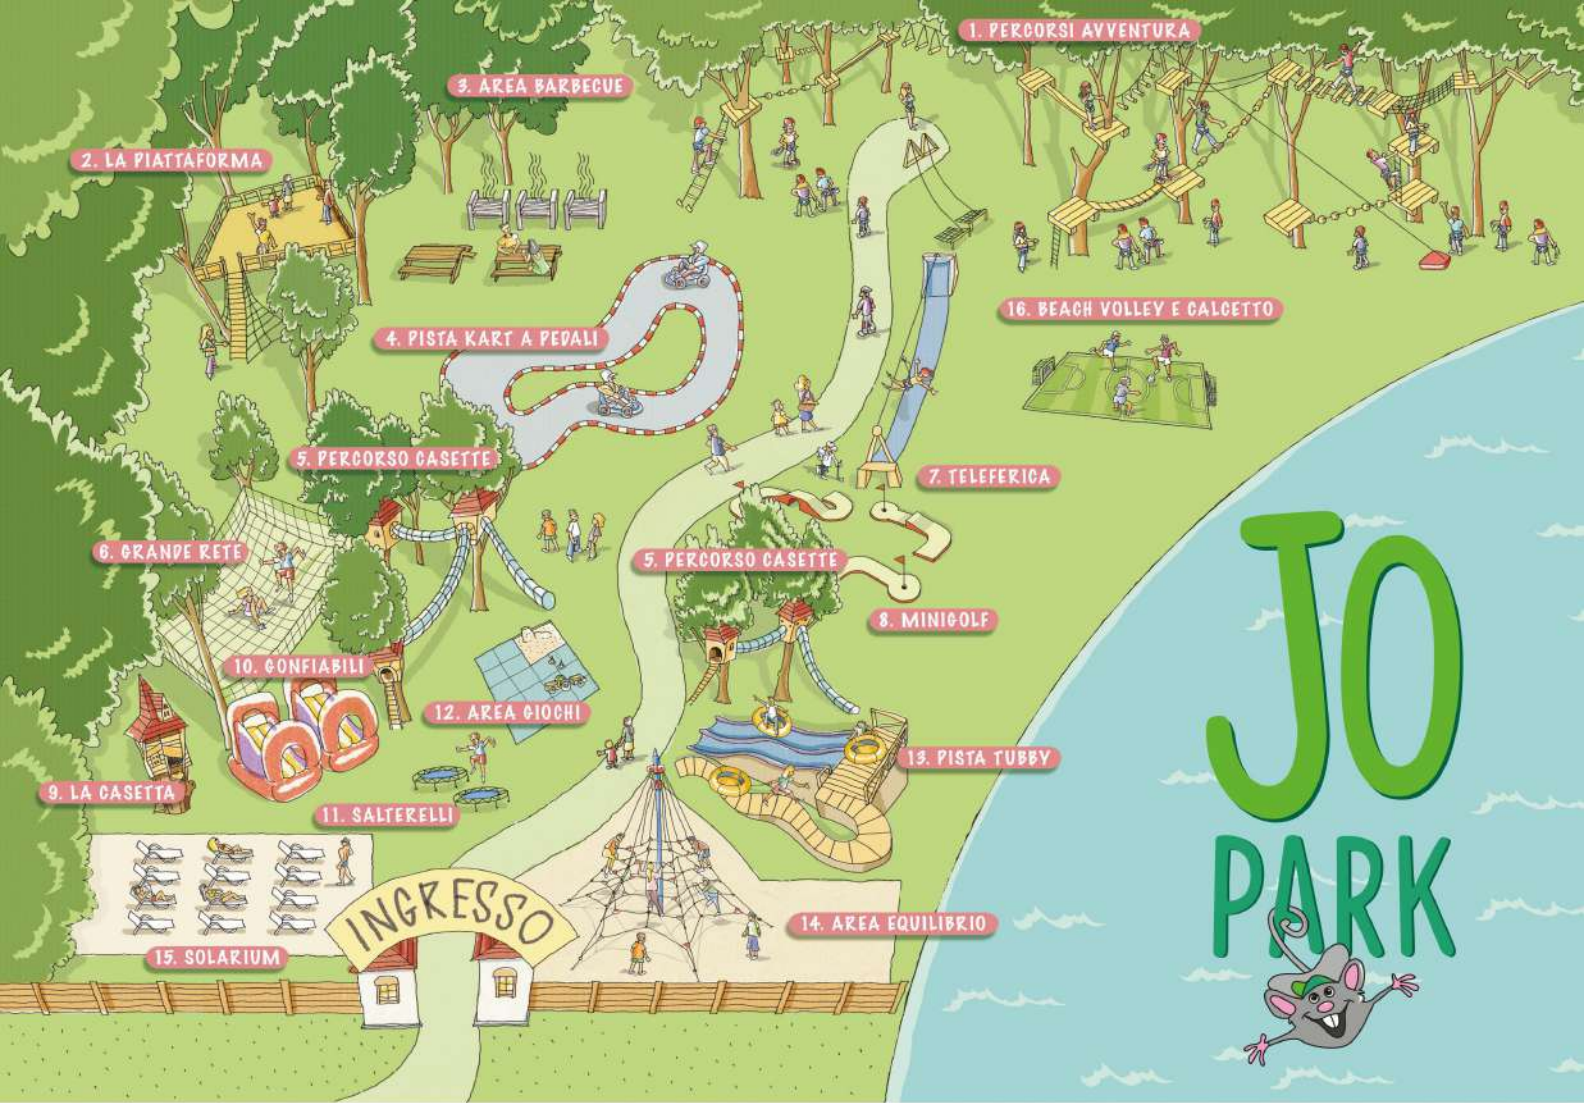 1. PERCORSI AVVENTURA
3. AREA BARBECUE
2. LA PIATTAFORMA
16. BEACH VOLLEY E CALCETTO
4. PISTA KART A PEDALI
5. PERCORSO CASETTE
7. TELEFERICA
6. GRANDE RETE
5. PERCORSO CASETTE
8. MINIGOLF
10. GONFIABILI
12. AREA GIOCHI
13. PISTA TUBBY
9. LA CASETTA
11. SALTERELLI
14. AREA EQUILIBRIO
15. SOLARIUM
INGRESSO
JO
PARK